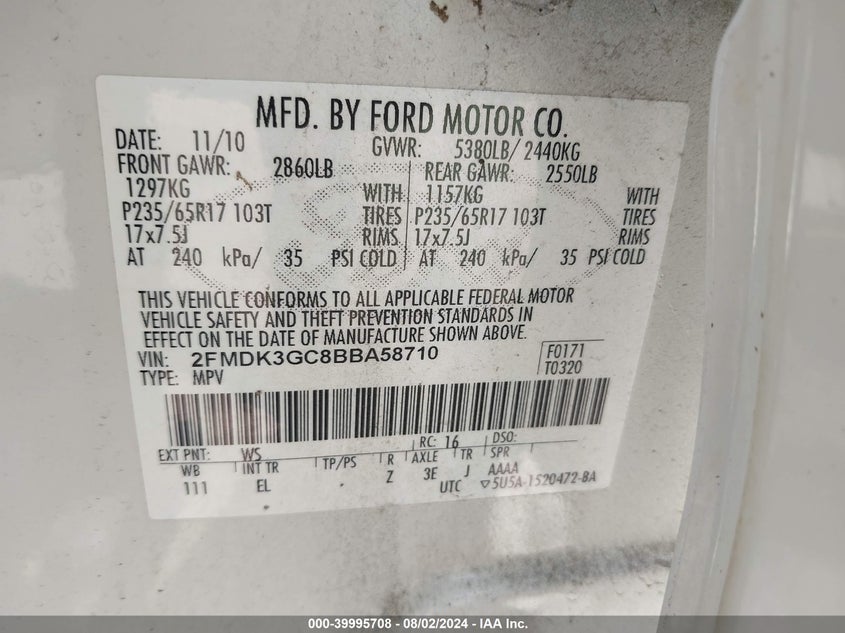 MFD. BY FORD MOTOR CO.
DATE: 11/10 GVWR: 5380LB/ 2440KG
FRONT GAWR: 2860LB REAR GAWR: 2550LB
1297KG WITH 1157KG WITH
P235/65R17 103T TIRES P235/65R17 103T TIRES
17x7.5J RIMS 17x7.5J RIMS
AT 240 kPa/ 35 PSI COLD AT 240 kPa/ 35 PSI COLD
THIS VEHICLE CONFORMS TO ALL APPLICABLE FEDERAL MOTOR
VEHICLE SAFETY AND THEFT PREVENTION STANDARDS IN
EFFECT ON THE DATE OF MANUFACTURE SHOWN ABOVE.
VIN: 2FMDK3GC8BBA58710 F0171
TYPE: MPV T0320
EXT PNT: WS RC: 16 DSO:
WB INT TR TP/PS R AXLE TR SPR
111 EL Z 3E J AAAA
UTC ▽5U5A-1520472-BA
000-39995708 - 08/02/2024 - IAA Inc.